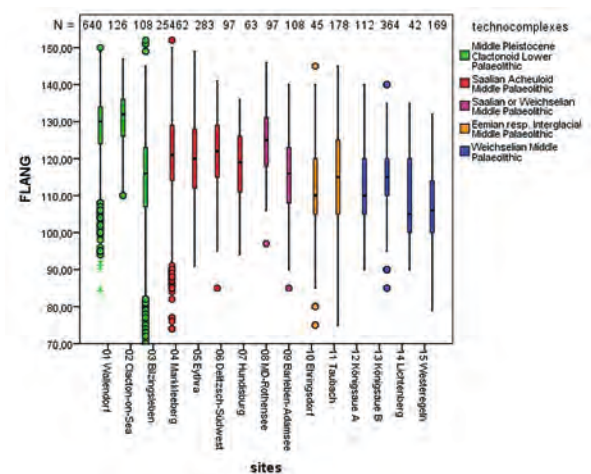 N = 640 126 108 25462 283 97 63 97 108 45 178 112 364 42 169
technocomplexes
Middle Pleistocene
Clactonoid Lower
Palaeolithic
Saalian Acheuloid
Middle Palaeolithic
Saalian or Weichselian
Middle Palaeolithic
Eemian resp. Interglacial
Middle Palaeolithic
Weichselian Middle
Palaeolithic
FLANG
150,00
140,00
130,00
120,00
110,00
100,00
90,00
80,00
70,00
01 Wallendorf
02 Clacton-on-Sea
03 Bilzingsleben
04 Markkleeberg
05 Eythra
06 Delitzsch-Südwest
07 Hundisburg
08 MD-Rothensee
09 Barleben-Adamsee
10 Ehringsdorf
11 Taubach
12 Königsaue A
13 Königsaue B
14 Lichtenberg
15 Westeregeln
sites